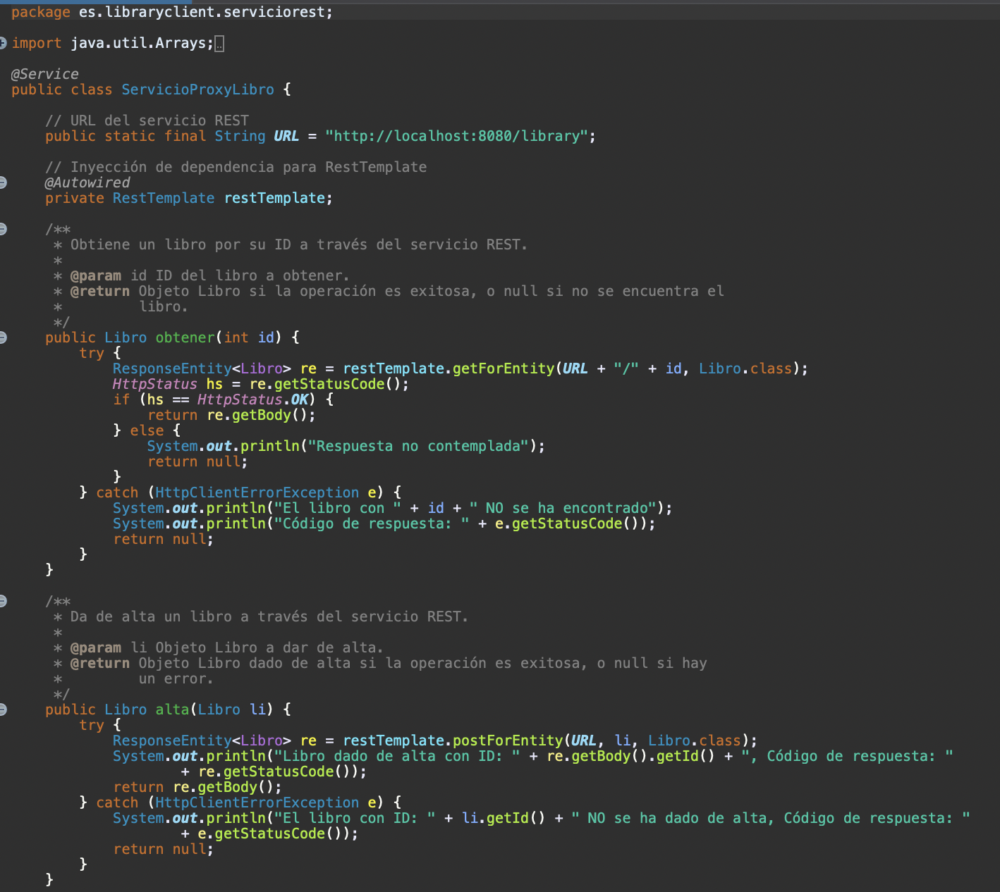 package es.libraryclient.serviciorest;
import java.util.Arrays;
@Service
public class ServicioProxyLibro {
// URL del servicio REST
public static final String URL = "http://localhost:8080/library";
// Inyección de dependencia para RestTemplate
@Autowired
private RestTemplate restTemplate;
/**
* Obtiene un libro por su ID a través del servicio REST.
*
* @param id ID del libro a obtener.
* @return Objeto Libro si la operación es exitosa, o null si no se encuentra el
* libro.
*/
public Libro obtener(int id) {
try {
ResponseEntity<Libro> re = restTemplate.getForEntity(URL + "/" + id, Libro.class);
HttpStatus hs = re.getStatusCode();
if (hs == HttpStatus.OK) {
return re.getBody();
} else {
System.out.println("Respuesta no contemplada");
return null;
}
} catch (HttpClientErrorException e) {
System.out.println("El libro con " + id + " NO se ha encontrado");
System.out.println("Código de respuesta: " + e.getStatusCode());
return null;
}
}
/**
* Da de alta un libro a través del servicio REST.
*
* @param li Objeto Libro a dar de alta.
* @return Objeto Libro dado de alta si la operación es exitosa, o null si hay
* un error.
*/
public Libro alta(Libro li) {
try {
ResponseEntity<Libro> re = restTemplate.postForEntity(URL, li, Libro.class);
System.out.println("Libro dado de alta con ID: " + re.getBody().getId() + ", Código de respuesta: "
+ re.getStatusCode());
return re.getBody();
} catch (HttpClientErrorException e) {
System.out.println("El libro con ID: " + li.getId() + " NO se ha dado de alta, Código de respuesta: "
+ e.getStatusCode());
return null;
}
}